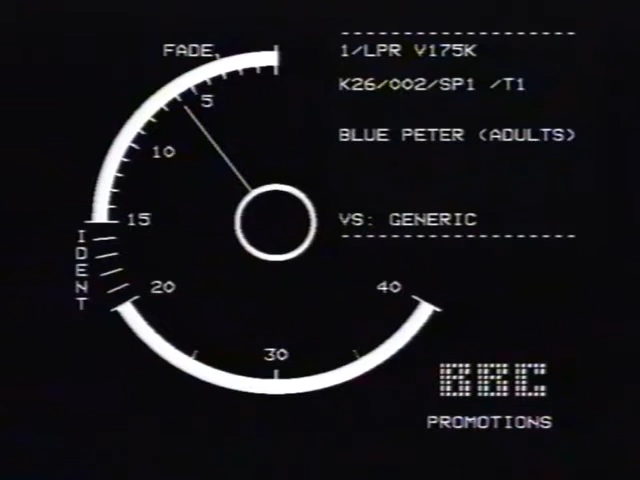 FADE
5
10
15
IDENT
20
30
40
--------------------
1/LPR V175K
K26/002/SP1 /T1
BLUE PETER (ADULTS)
VS: GENERIC
--------------------
BBC
PROMOTIONS